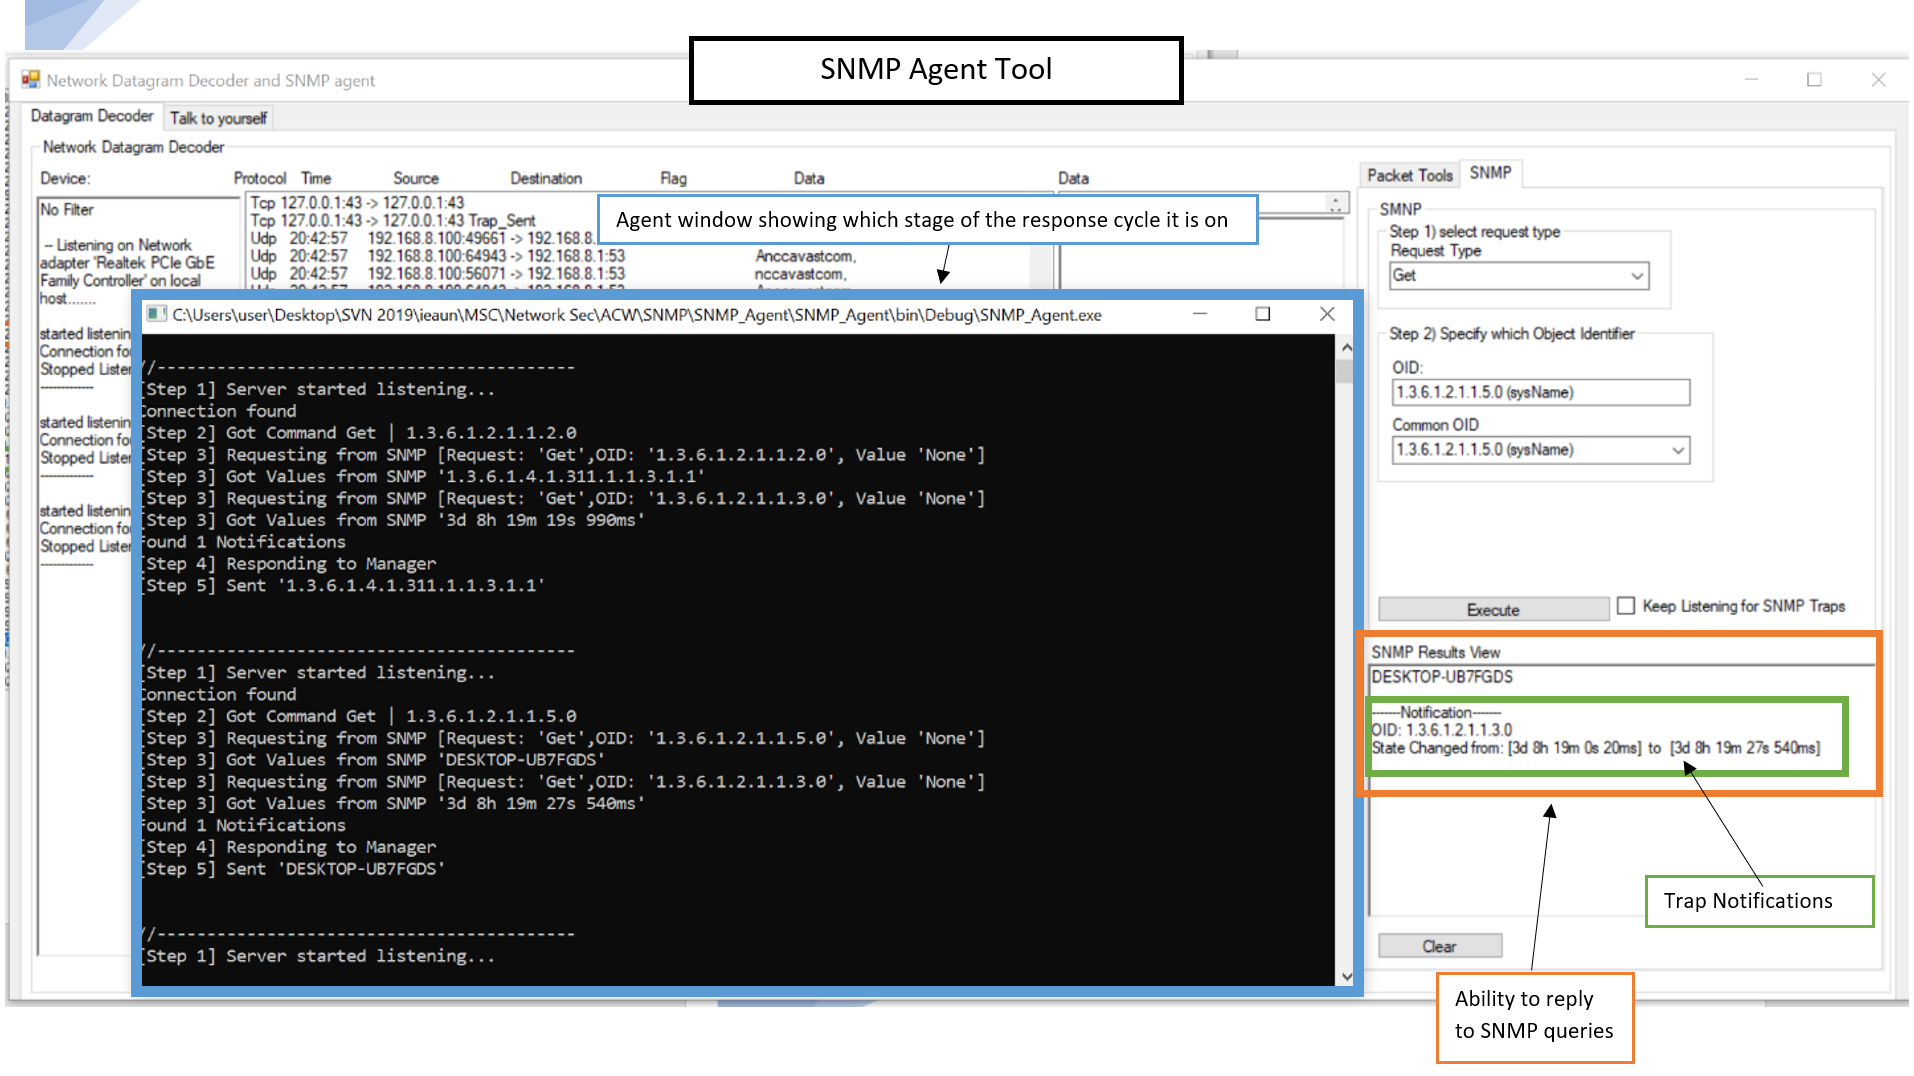 SNMP Agent Tool
Network Datagram Decoder and SNMP agent
Datagram Decoder Talk to yourself
Network Datagram Decoder
Device:
Protocol Time Source Destination Flag Data Data
No Filter
-- Listening on Network
adapter 'Realtek PCIe GbE
Family Controller' on local
host.......
started listenin
Connection fo
Stopped Lister
-------------
started listenin
Connection fo
Stopped Lister
-------------
started listenin
Connection fo
Stopped Listen
-------------
Tcp 127.0.0.1:43 -> 127.0.0.1:43
Tcp 127.0.0.1:43 -> 127.0.0.1:43 Trap_Sent
Udp 20:42:57 192.168.8.100:49661 -> 192.168.8.
Udp 20:42:57 192.168.8.100:64943 -> 192.168.8.1:53 Anccavastcom,
Udp 20:42:57 192.168.8.100:56071 -> 192.168.8.1:53 nccavastcom,
Agent window showing which stage of the response cycle it is on
C:\Users\user\Desktop\SVN 2019\ieaun\MSC\Network Sec\ACW\SNMP\SNMP_Agent\SNMP_Agent\bin\Debug\SNMP_Agent.exe
//------------------------------------------
[Step 1] Server started listening...
Connection found
[Step 2] Got Command Get | 1.3.6.1.2.1.1.2.0
[Step 3] Requesting from SNMP [Request: 'Get',OID: '1.3.6.1.2.1.1.2.0', Value 'None']
[Step 3] Got Values from SNMP '1.3.6.1.4.1.311.1.1.3.1.1'
[Step 3] Requesting from SNMP [Request: 'Get',OID: '1.3.6.1.2.1.1.3.0', Value 'None']
[Step 3] Got Values from SNMP '3d 8h 19m 19s 990ms'
Found 1 Notifications
[Step 4] Responding to Manager
[Step 5] Sent '1.3.6.1.4.1.311.1.1.3.1.1'
//------------------------------------------
[Step 1] Server started listening...
Connection found
[Step 2] Got Command Get | 1.3.6.1.2.1.1.5.0
[Step 3] Requesting from SNMP [Request: 'Get',OID: '1.3.6.1.2.1.1.5.0', Value 'None']
[Step 3] Got Values from SNMP 'DESKTOP-UB7FGDS'
[Step 3] Requesting from SNMP [Request: 'Get',OID: '1.3.6.1.2.1.1.3.0', Value 'None']
[Step 3] Got Values from SNMP '3d 8h 19m 27s 540ms'
Found 1 Notifications
[Step 4] Responding to Manager
[Step 5] Sent 'DESKTOP-UB7FGDS'
//------------------------------------------
[Step 1] Server started listening...
Packet Tools SNMP
SMNP
Step 1) select request type
Request Type
Get
Step 2) Specify which Object Identifier
OID:
1.3.6.1.2.1.1.5.0 (sysName)
Common OID
1.3.6.1.2.1.1.5.0 (sysName)
Execute Keep Listening for SNMP Traps
SNMP Results View
DESKTOP-UB7FGDS
-------Notification-------
OID: 1.3.6.1.2.1.1.3.0
State Changed from: [3d 8h 19m 0s 20ms] to [3d 8h 19m 27s 540ms]
Trap Notifications
Clear
Ability to reply
to SNMP queries